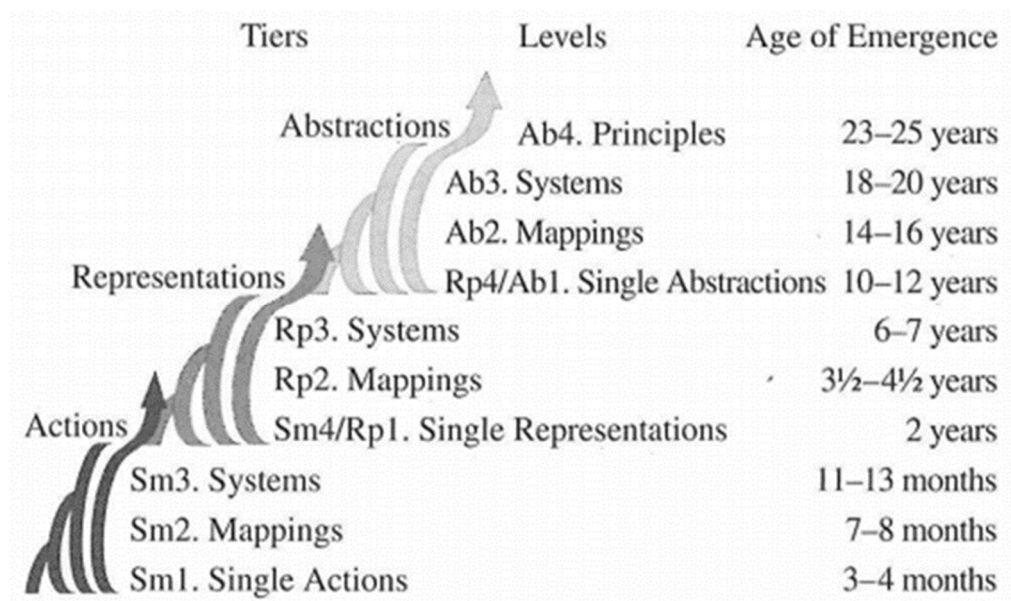 Tiers Levels Age of Emergence
Abstractions Ab4. Principles 23–25 years
Ab3. Systems 18–20 years
Ab2. Mappings 14–16 years
Representations Rp4/Ab1. Single Abstractions 10–12 years
Rp3. Systems 6–7 years
Rp2. Mappings 3½–4½ years
Actions Sm4/Rp1. Single Representations 2 years
Sm3. Systems 11–13 months
Sm2. Mappings 7–8 months
Sm1. Single Actions 3–4 months